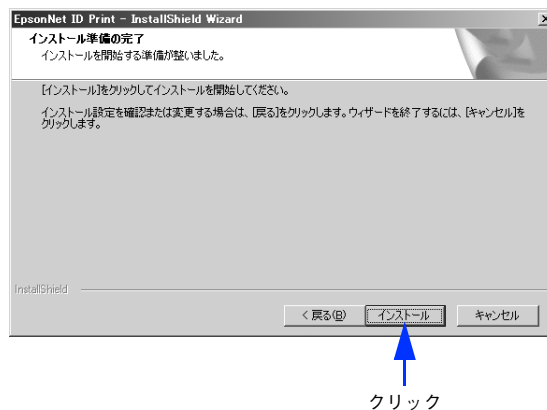 EpsonNet ID Print - InstallShield Wizard
インストール準備の完了
インストールを開始する準備が整いました。
[インストール]をクリックしてインストールを開始してください。
インストール設定を確認または変更する場合は、[戻る]をクリックします。ウィザードを終了するには、[キャンセル]を
クリックします。
InstallShield
< 戻る(B) インストール キャンセル
クリック